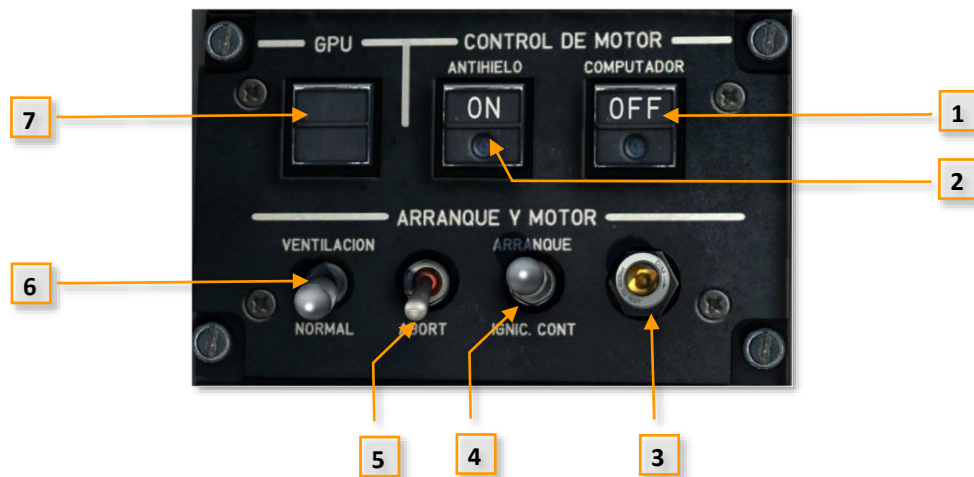 GPU
CONTROL DE MOTOR
ANTIHIELO
COMPUTADOR
ON
OFF
7
1
2
ARRANQUE Y MOTOR
VENTILACION
ARRANQUE
6
NORMAL
ABORT
IGNIC. CONT
5
4
3